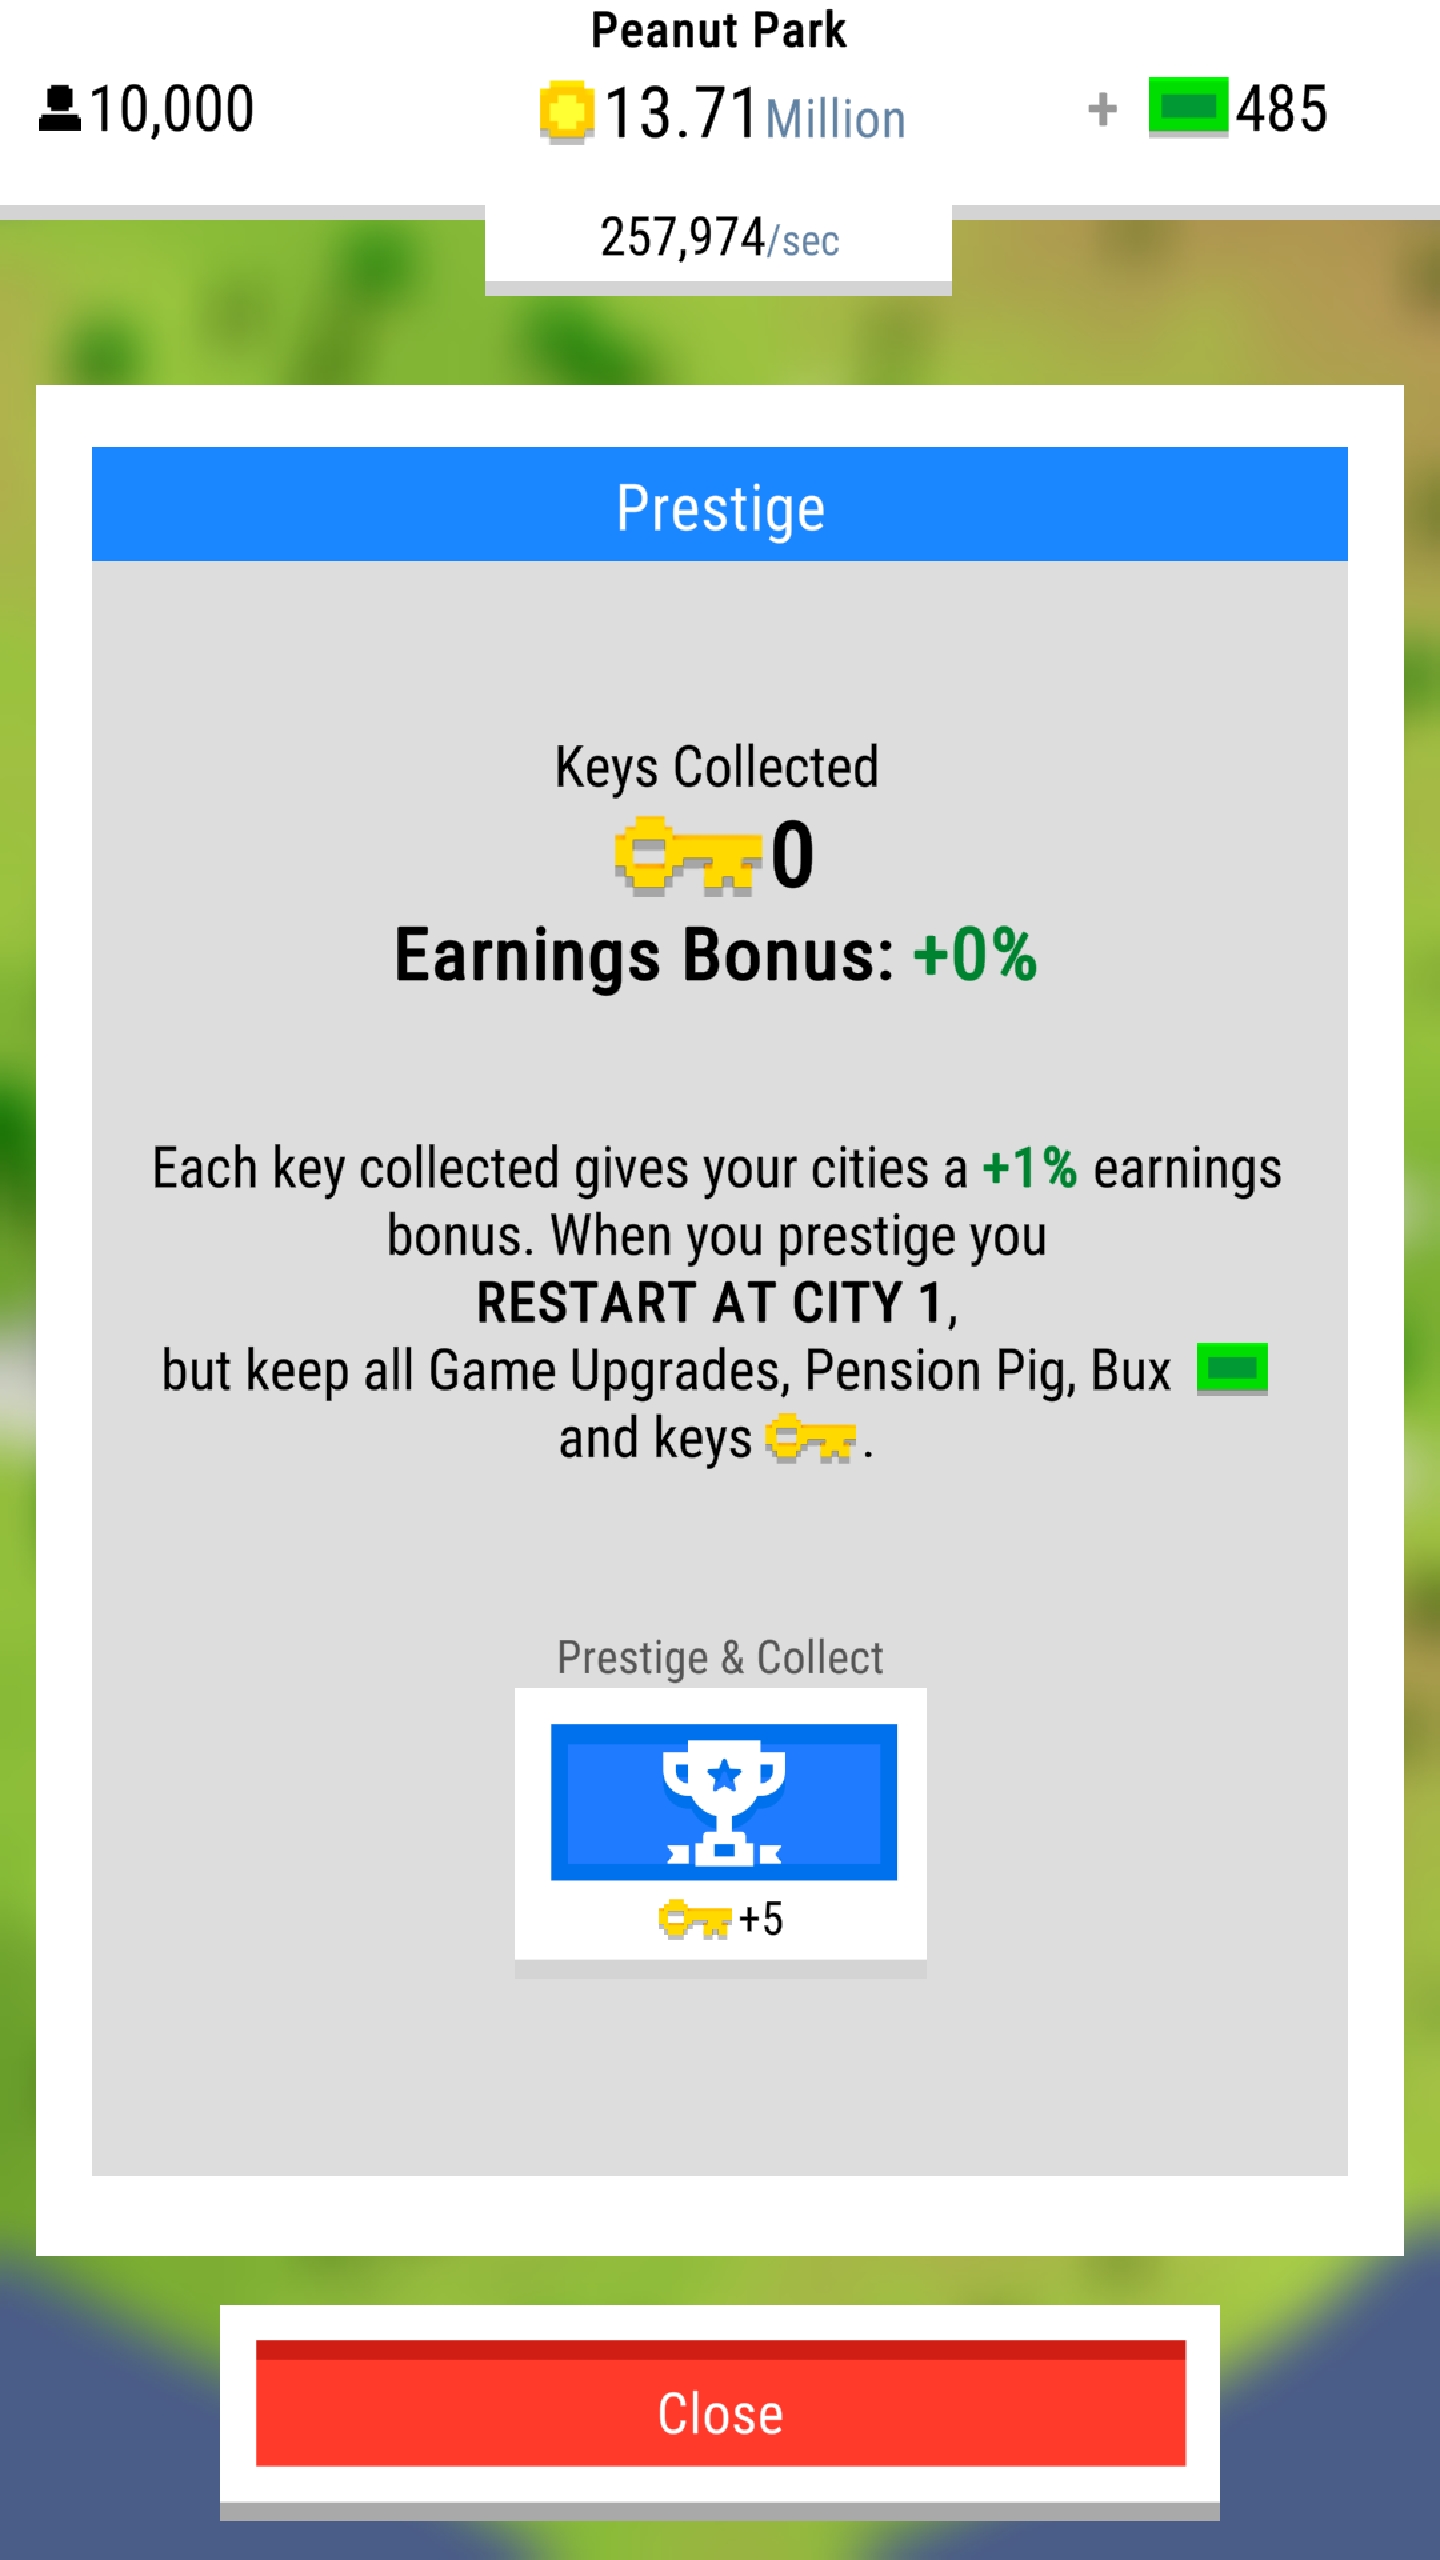 Peanut Park
10,000
13.71 Million
+ 485
257,974/sec
Prestige
Keys Collected
0
Earnings Bonus: +0%
Each key collected gives your cities a +1% earnings
bonus. When you prestige you
RESTART AT CITY 1,
but keep all Game Upgrades, Pension Pig, Bux
and keys .
Prestige & Collect
+5
Close